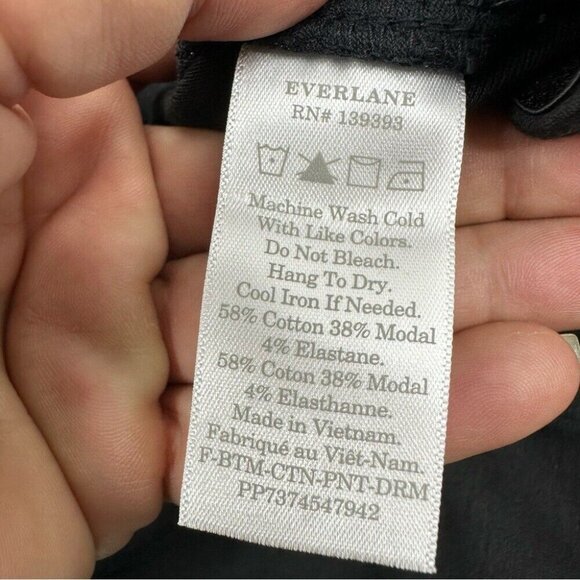 EVERLANE
RN# 139393
Machine Wash Cold
With Like Colors.
Do Not Bleach.
Hang To Dry.
Cool Iron If Needed.
58% Cotton 38% Modal
4% Elastane.
58% Coton 38% Modal
4% Elasthanne.
Made in Vietnam.
Fabriqué au Viêt-Nam.
F-BTM-CTN-PNT-DRM
PP7374547942